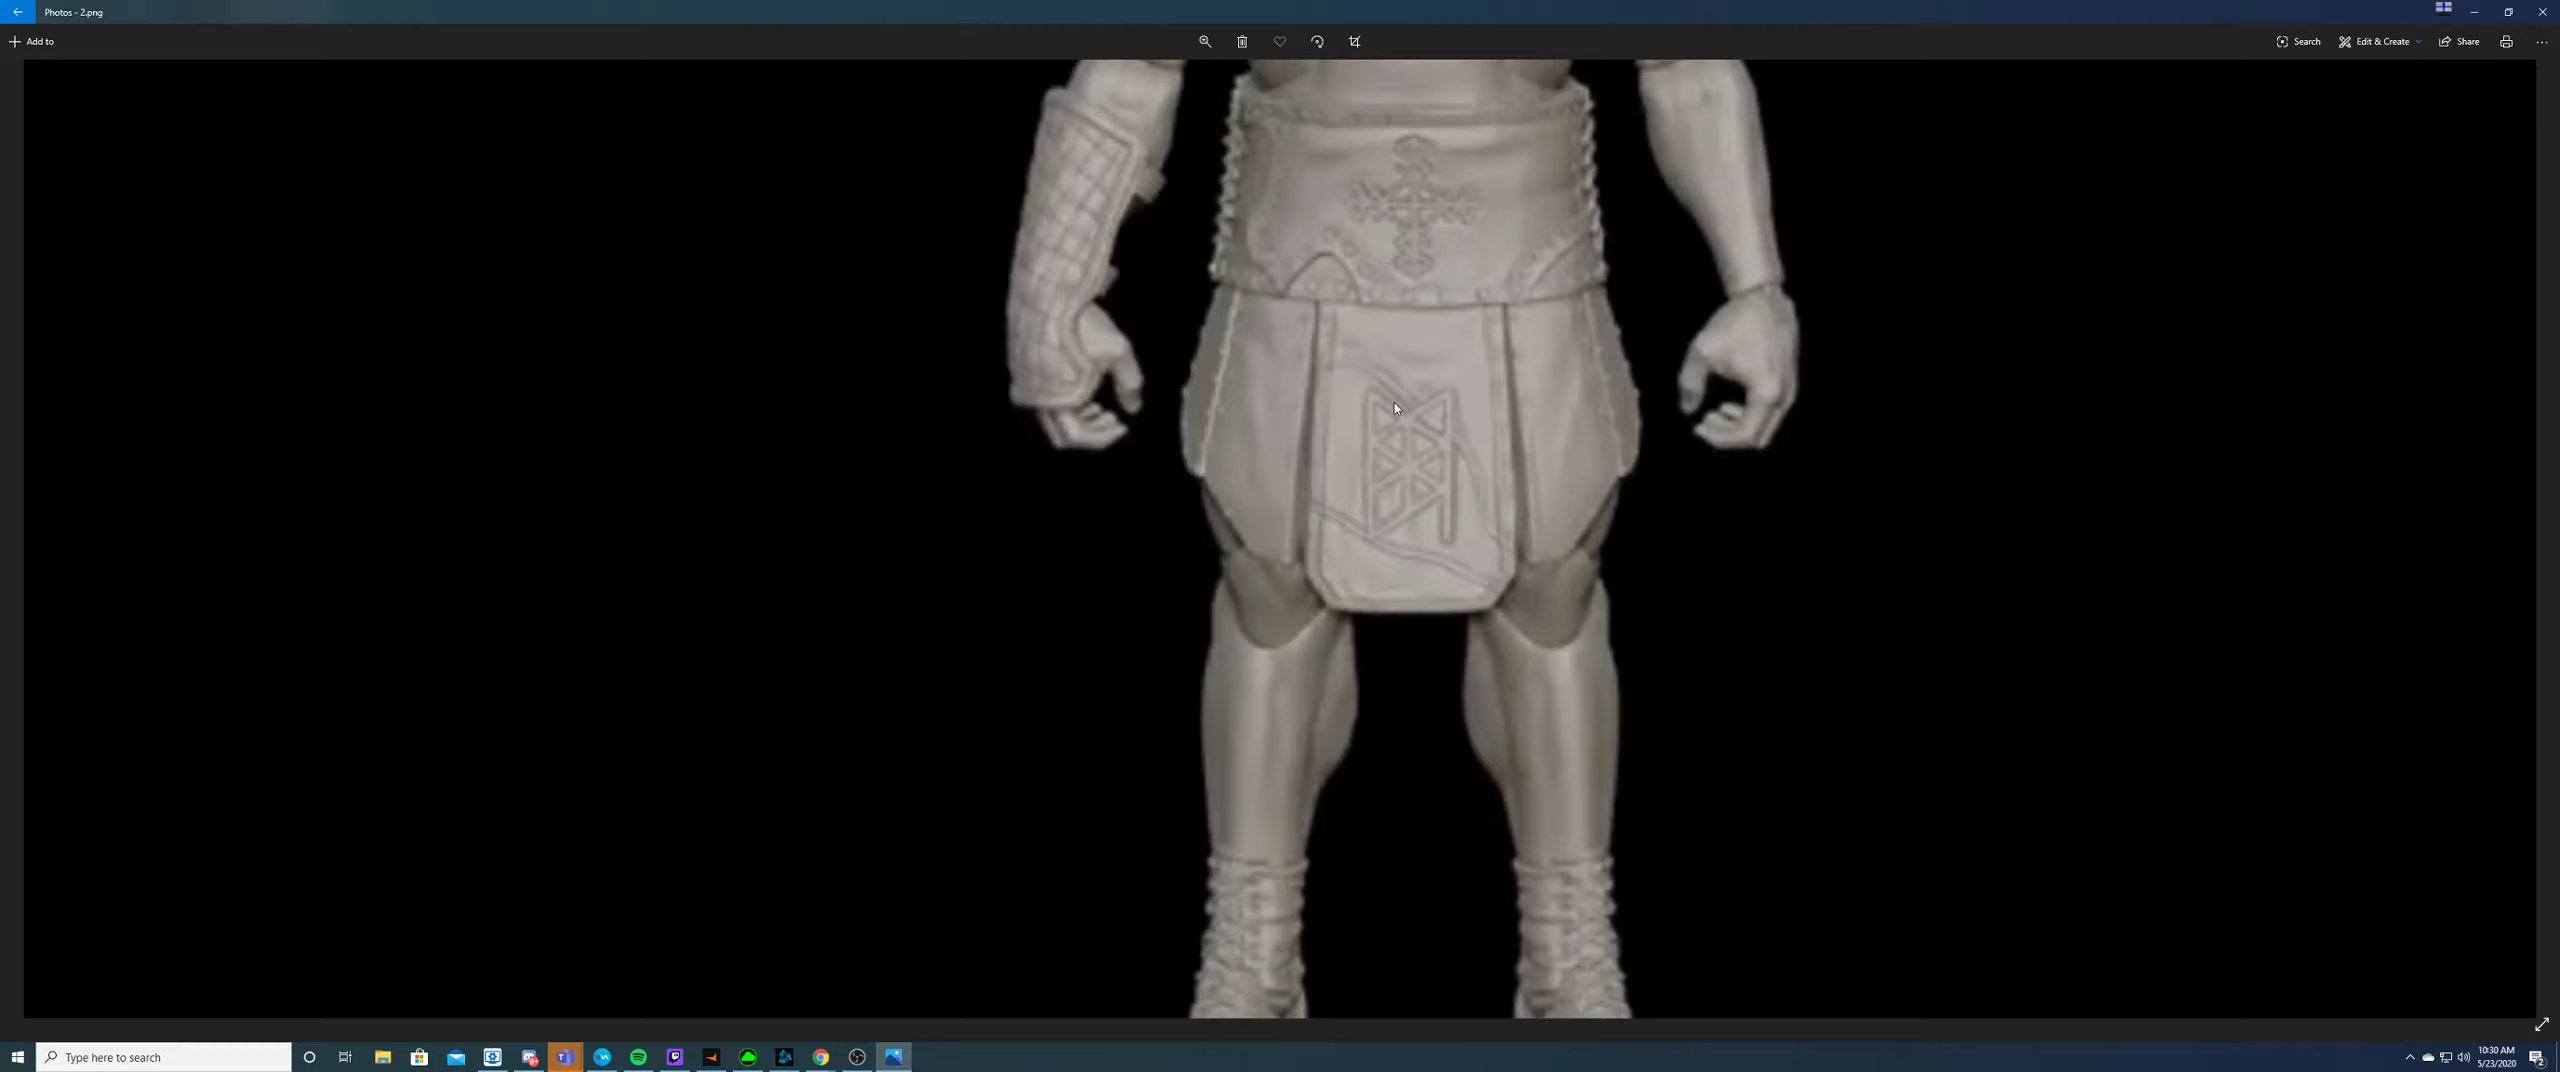 Photos - 2.png
Add to
Search
Edit & Create
Share
Type here to search
10:30 AM
5/23/2020